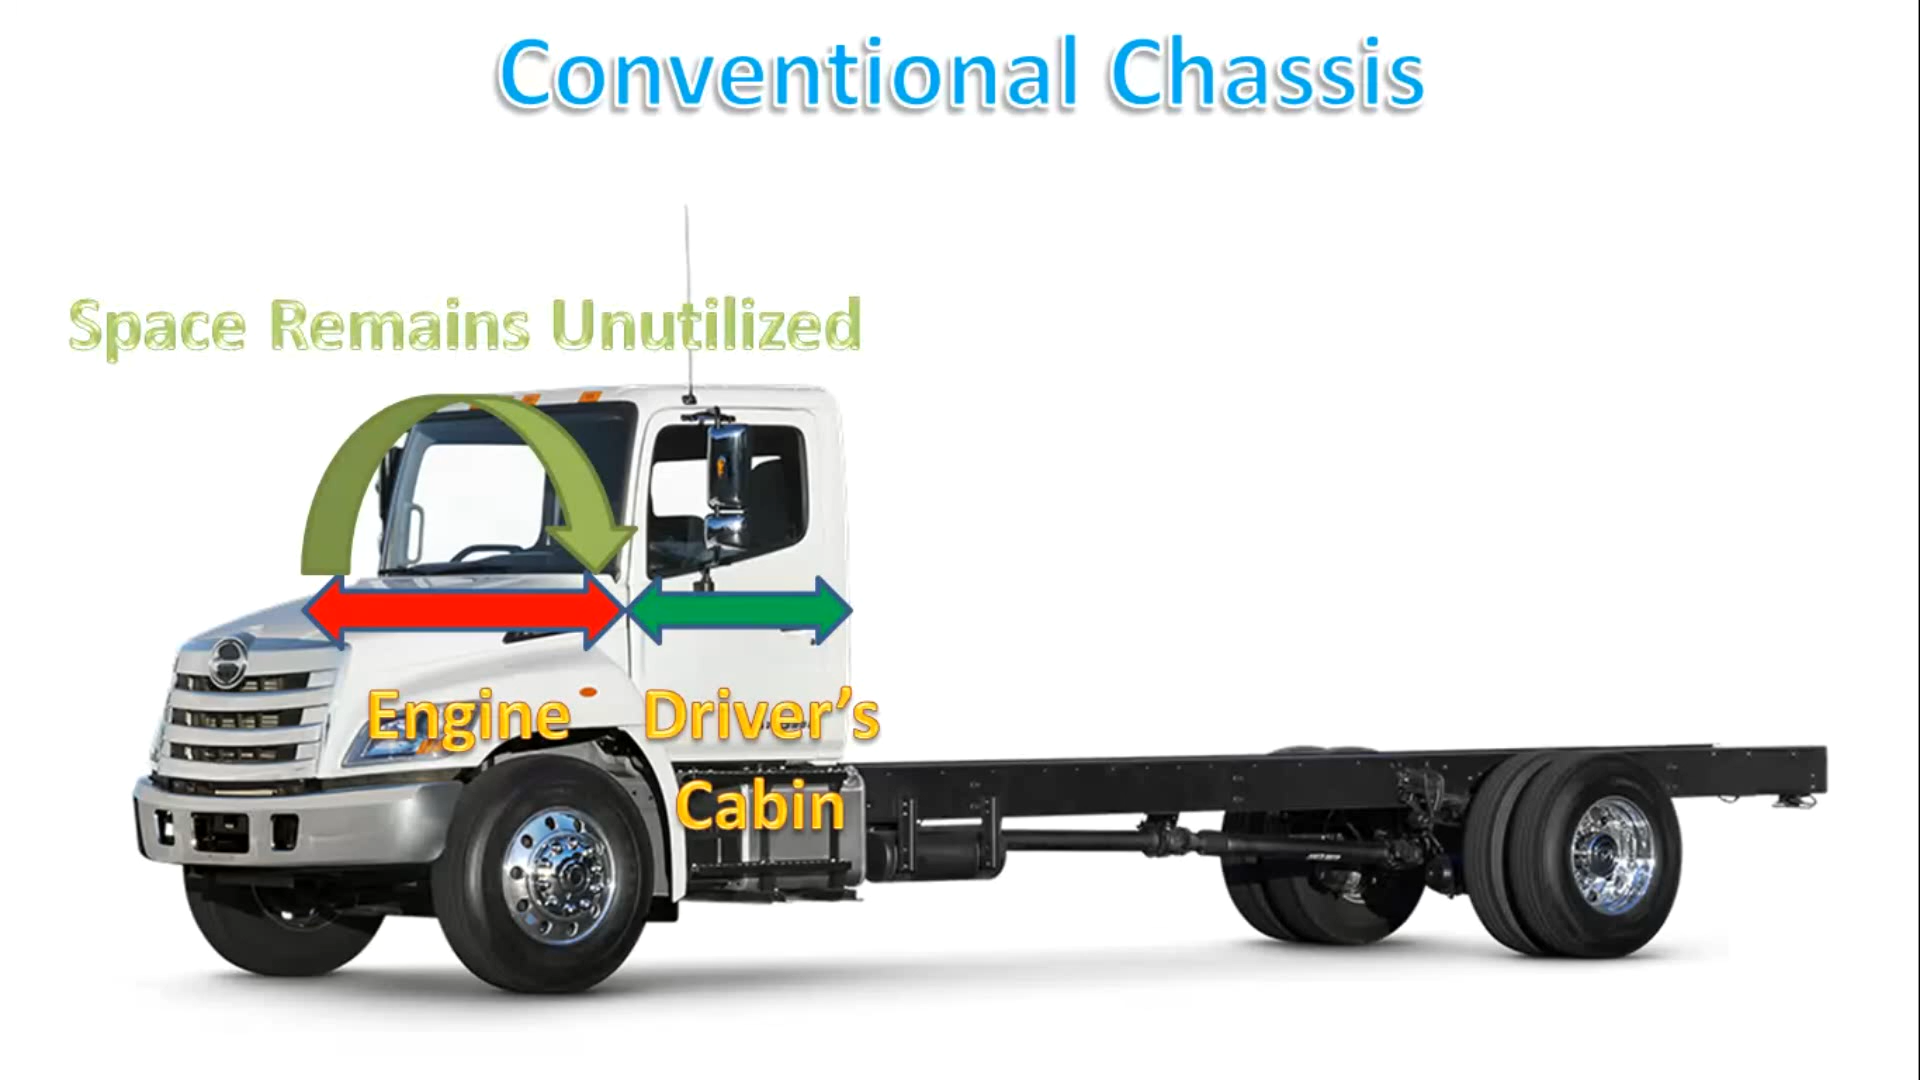 Conventional Chassis
Space Remains Unutilized
Engine
Driver's
Cabin